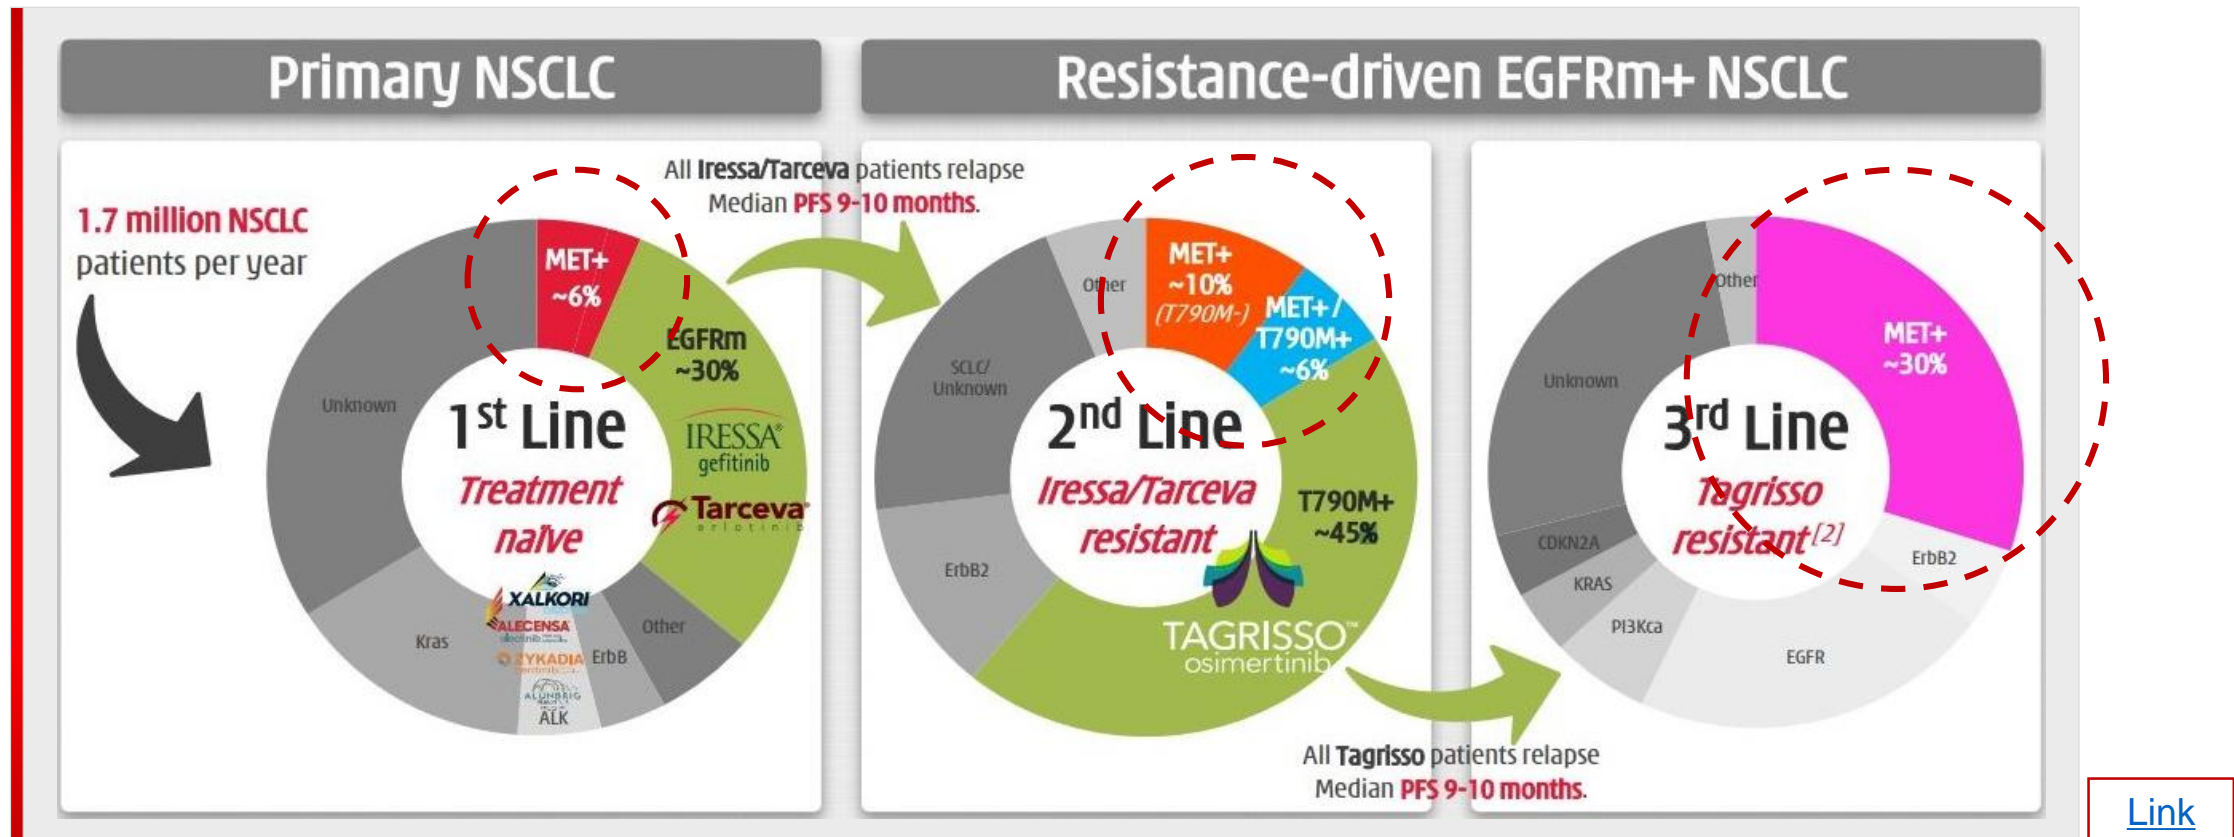 Primary NSCLC
Resistance-driven EGFRm+ NSCLC
1.7 million NSCLC
patients per year
All Iressa/Tarceva patients relapse
Median PFS 9-10 months.
MET+
~6%
EGFRm
~30%
IRESSA®
gefitinib
Tarceva
erlotinib
Other
ErbB
ALK
XALKORI
ALECENSA
ZYKADIA
ALUNBRIG
Kras
Unknown
1st Line
Treatment
naïve
MET+
~10%
(T790M-)
MET+/
T790M+
~6%
T790M+
~45%
TAGRISSO™
osimertinib
ErbB2
SCLC/
Unknown
Other
2nd Line
Iressa/Tarceva
resistant
All Tagrisso patients relapse
Median PFS 9-10 months.
MET+
~30%
ErbB2
EGFR
PI3Kca
KRAS
CDKN2A
Unknown
Other
3rd Line
Tagrisso
resistant[2]
Link